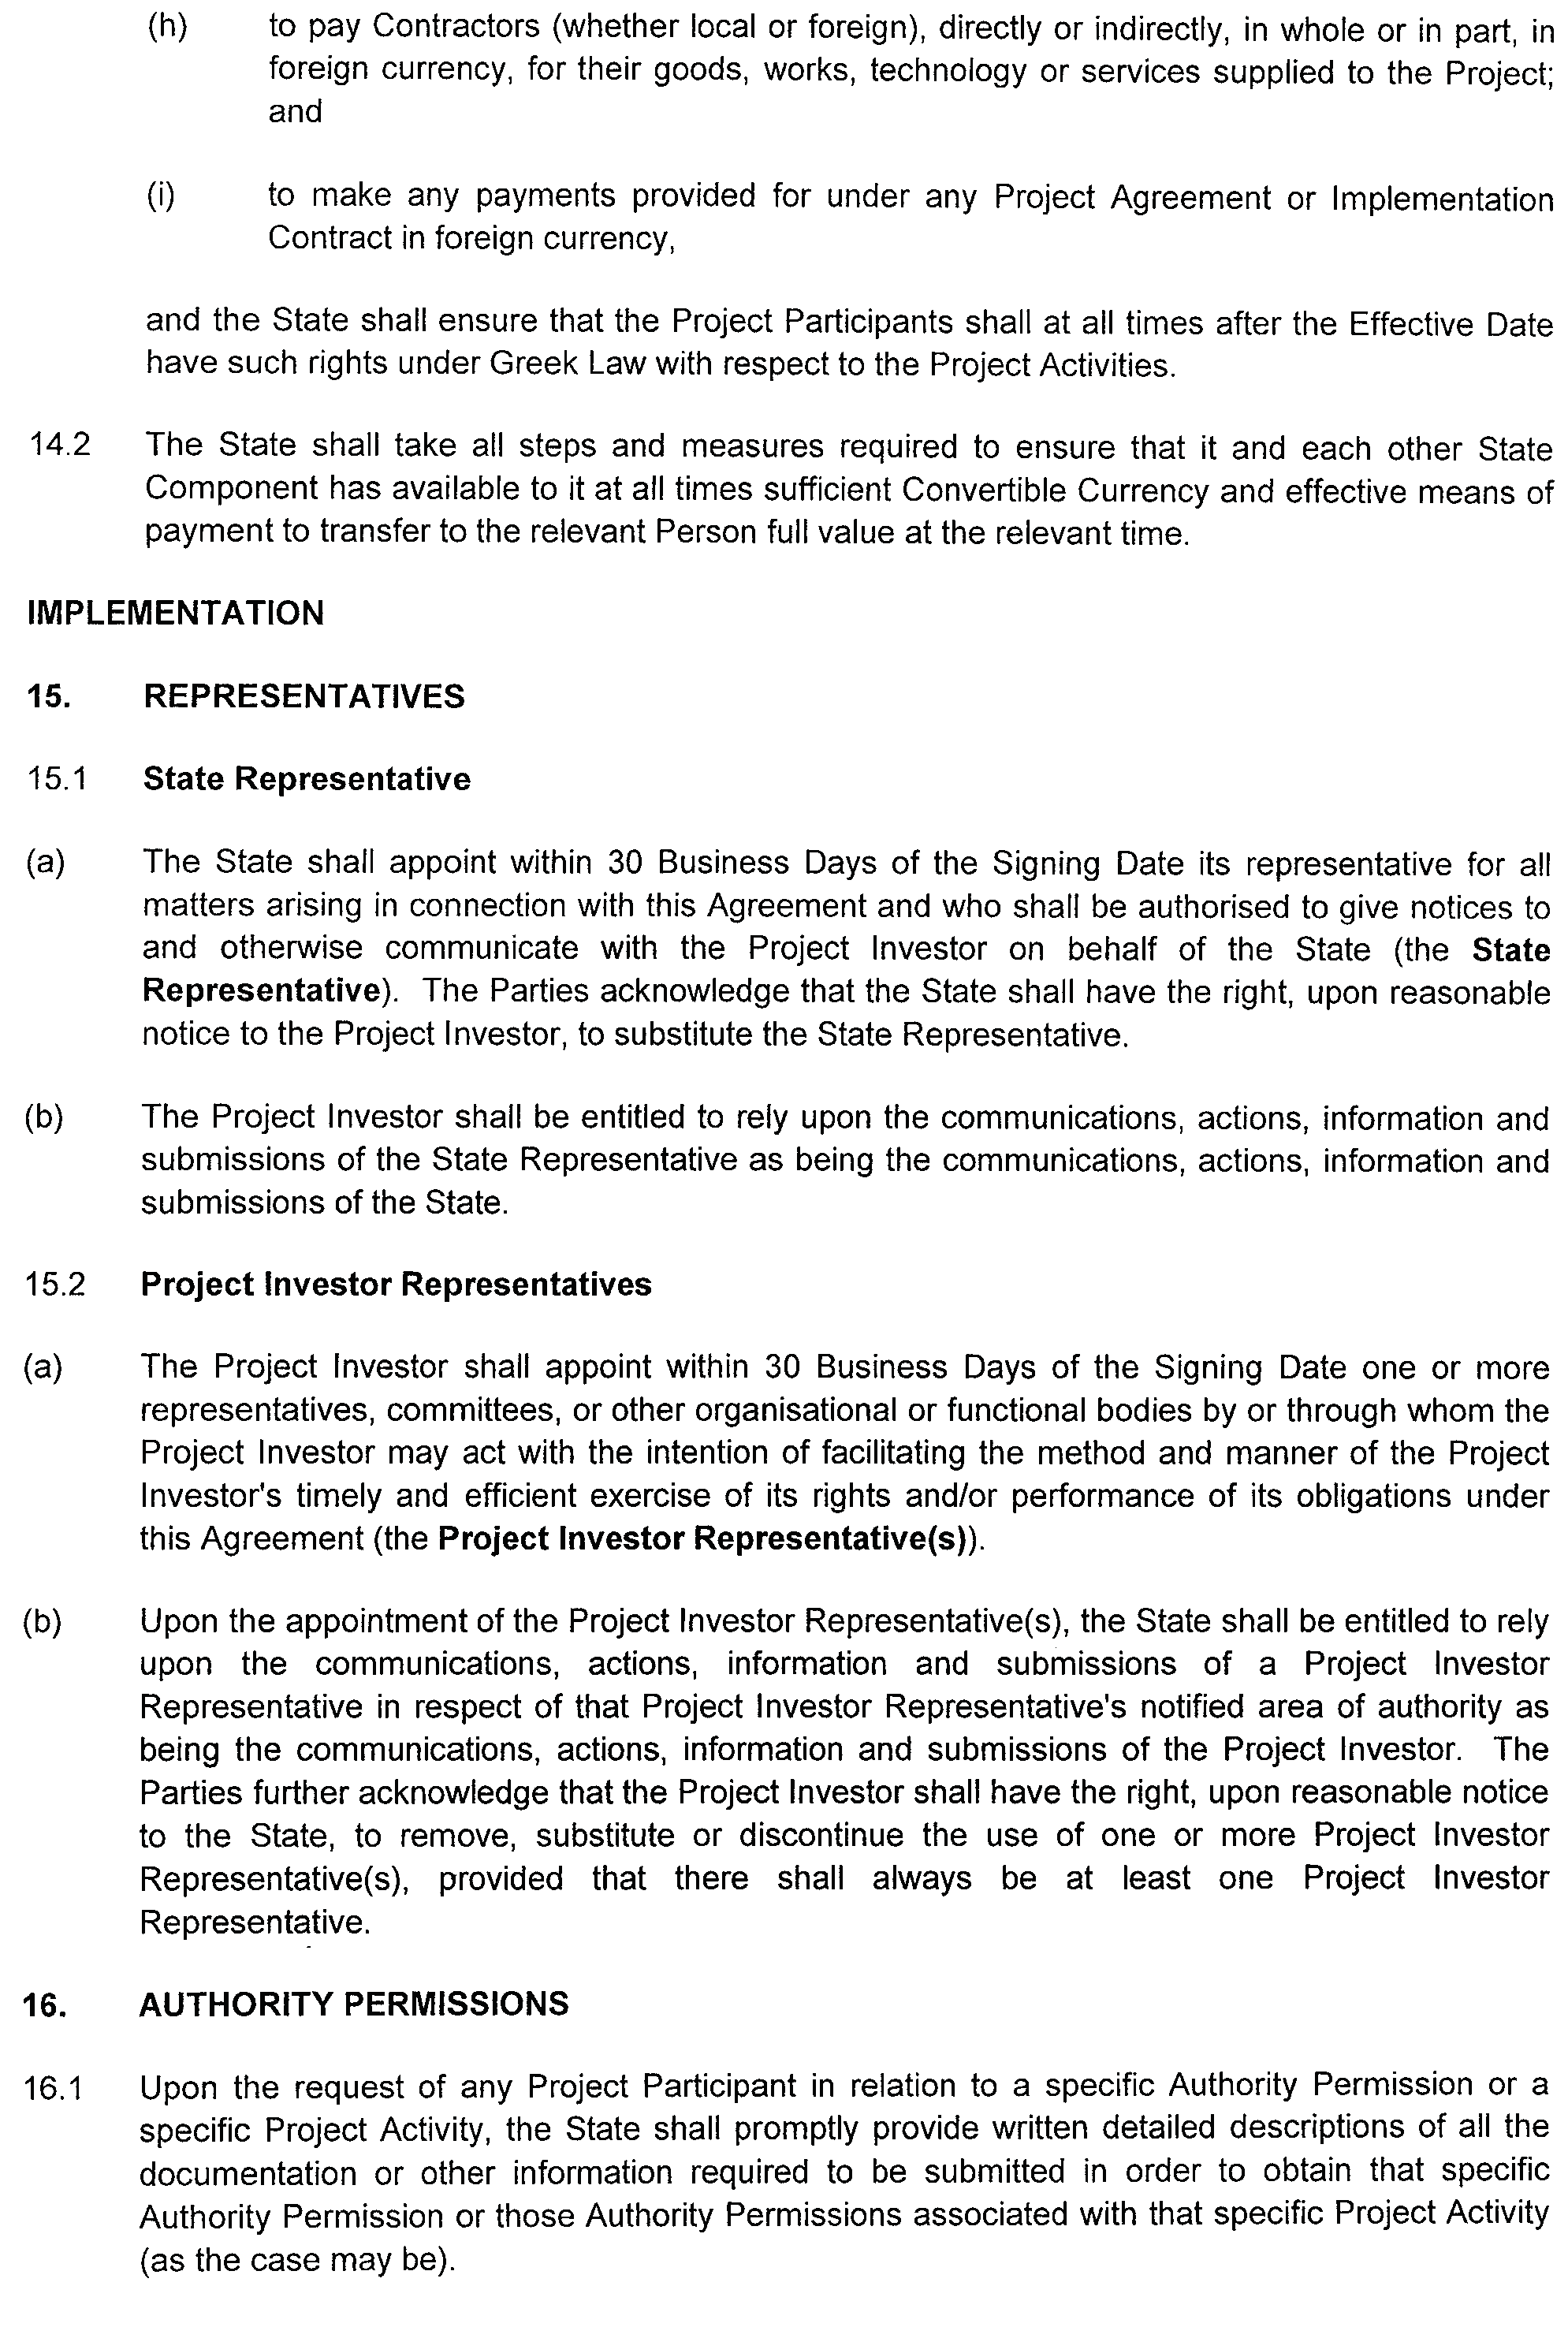 (h) to pay Contractors (whether local or foreign), directly or indirectly, in whole or in part, in
foreign currency, for their goods, works, technology or services supplied to the Project;
and
(i) to make any payments provided for under any Project Agreement or Implementation
Contract in foreign currency,
and the State shall ensure that the Project Participants shall at all times after the Effective Date
have such rights under Greek Law with respect to the Project Activities.
14.2 The State shall take all steps and measures required to ensure that it and each other State
Component has available to it at all times sufficient Convertible Currency and effective means of
payment to transfer to the relevant Person full value at the relevant time.
IMPLEMENTATION
15. REPRESENTATIVES
15.1 State Representative
(a) The State shall appoint within 30 Business Days of the Signing Date its representative for all
matters arising in connection with this Agreement and who shall be authorised to give notices to
and otherwise communicate with the Project Investor on behalf of the State (the State
Representative). The Parties acknowledge that the State shall have the right, upon reasonable
notice to the Project Investor, to substitute the State Representative.
(b) The Project Investor shall be entitled to rely upon the communications, actions, information and
submissions of the State Representative as being the communications, actions, information and
submissions of the State.
15.2 Project Investor Representatives
(a) The Project Investor shall appoint within 30 Business Days of the Signing Date one or more
representatives, committees, or other organisational or functional bodies by or through whom the
Project Investor may act with the intention of facilitating the method and manner of the Project
Investor's timely and efficient exercise of its rights and/or performance of its obligations under
this Agreement (the Project Investor Representative(s)).
(b) Upon the appointment of the Project Investor Representative(s), the State shall be entitled to rely
upon the communications, actions, information and submissions of a Project Investor
Representative in respect of that Project Investor Representative's notified area of authority as
being the communications, actions, information and submissions of the Project Investor. The
Parties further acknowledge that the Project Investor shall have the right, upon reasonable notice
to the State, to remove, substitute or discontinue the use of one or more Project Investor
Representative(s), provided that there shall always be at least one Project Investor
Representative.
16. AUTHORITY PERMISSIONS
16.1 Upon the request of any Project Participant in relation to a specific Authority Permission or a
specific Project Activity, the State shall promptly provide written detailed descriptions of all the
documentation or other information required to be submitted in order to obtain that specific
Authority Permission or those Authority Permissions associated with that specific Project Activity
(as the case may be).